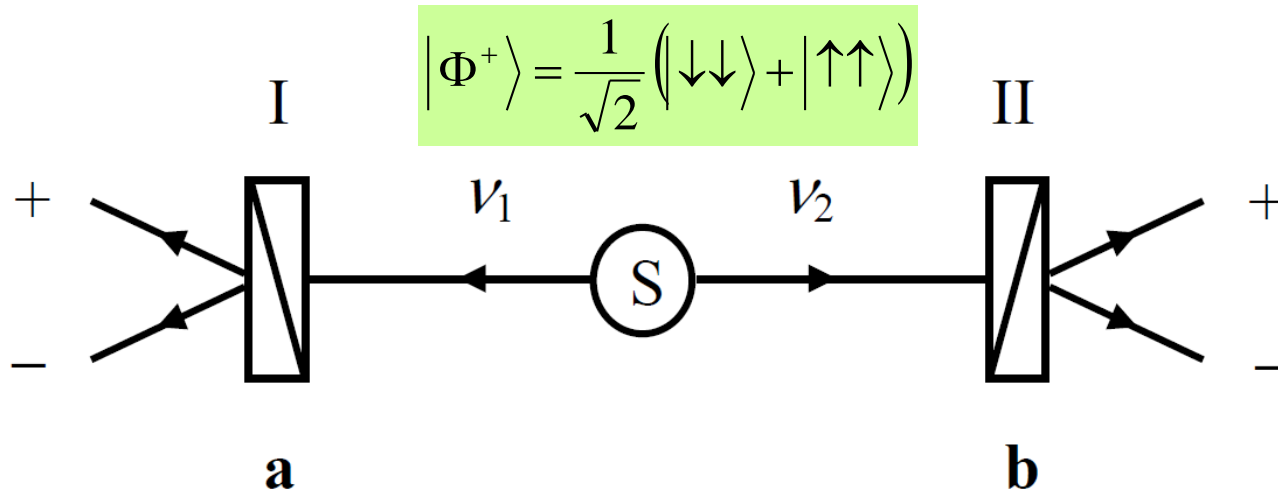 |Φ⁺⟩ = 1/√2 (|↓↓⟩ + |↑↑⟩)
I II
+ ν₁ ν₂ +
S
− −
a b